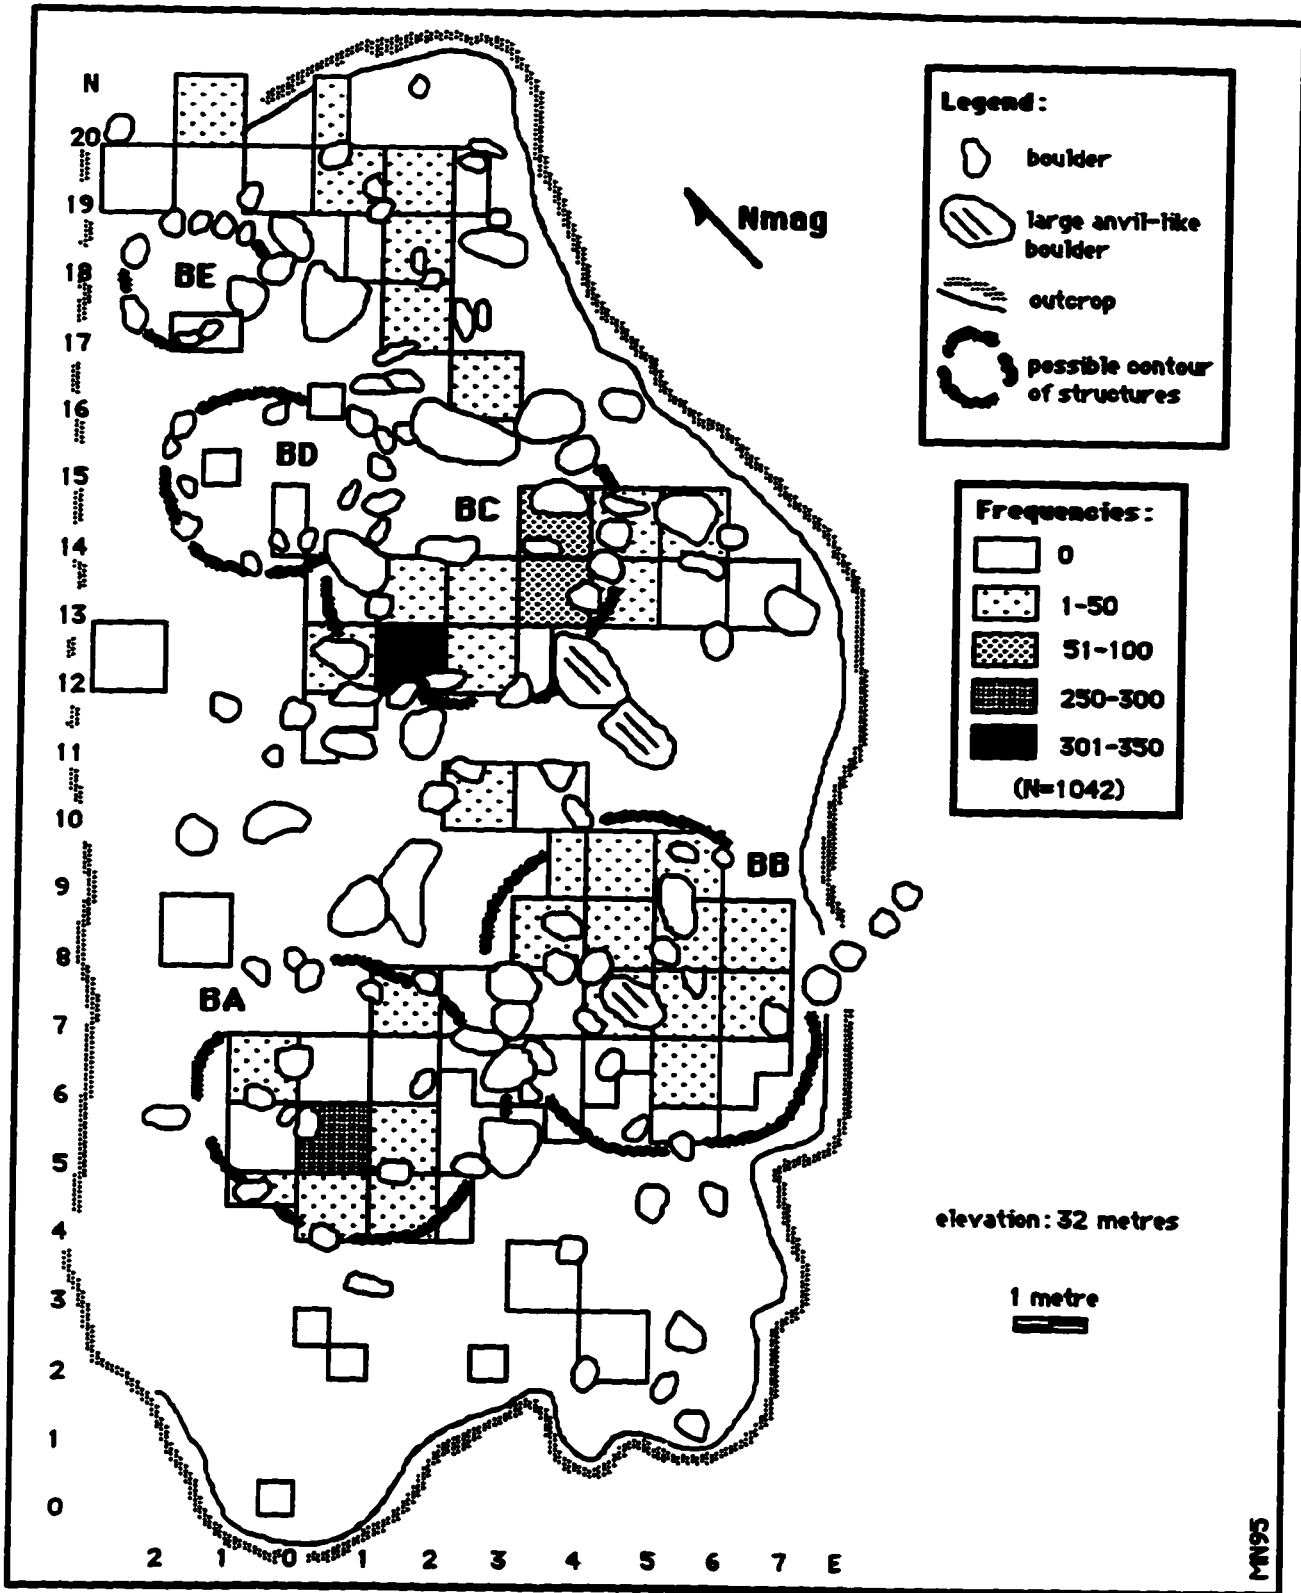 N
20
19
18
17
16
15
14
13
12
11
10
9
8
7
6
5
4
3
2
1
0
2 1 0 1 2 3 4 5 6 7 E
BE
BD
BC
BB
BA
Nmag
Legend:
boulder
large anvil-like
boulder
outcrop
possible contour
of structures
Frequencies:
0
1-50
51-100
250-300
301-350
(N=1042)
elevation: 32 metres
1 metre
MN95